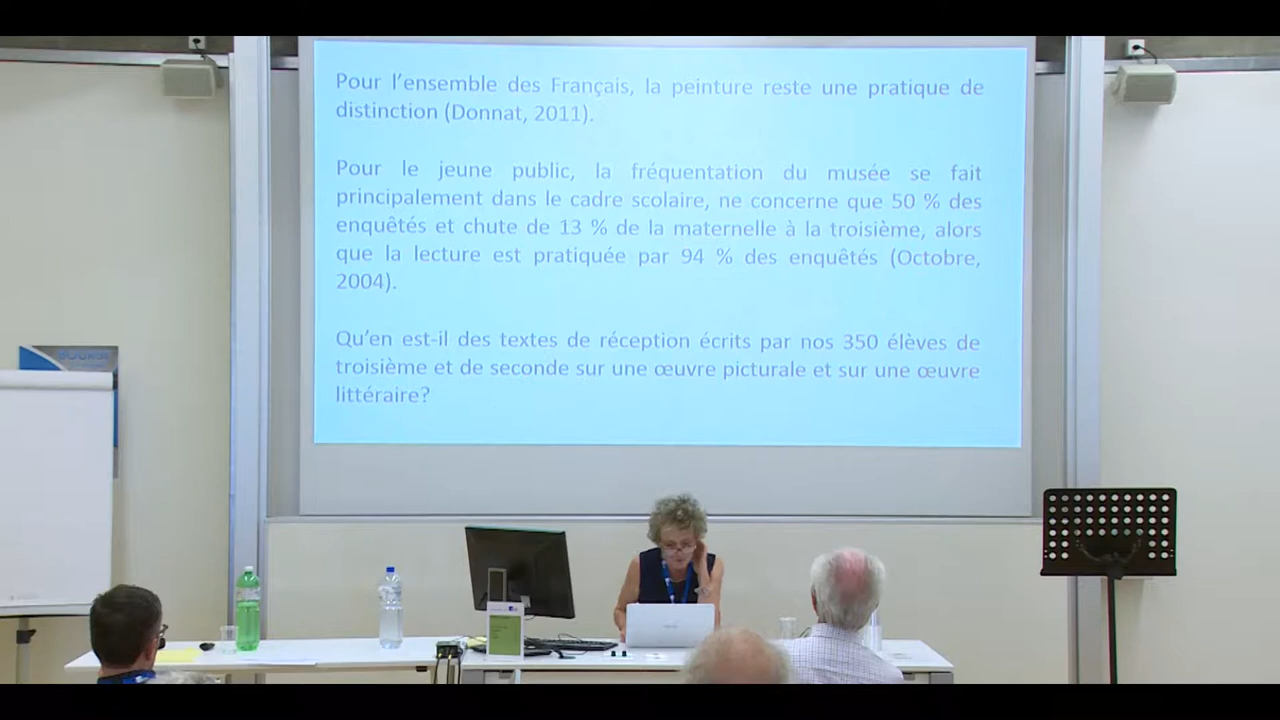 Pour l'ensemble des Français, la peinture reste une pratique de
distinction (Donnat, 2011).
Pour le jeune public, la fréquentation du musée se fait
principalement dans le cadre scolaire, ne concerne que 50 % des
enquêtés et chute de 13 % de la maternelle à la troisième, alors
que la lecture est pratiquée par 94 % des enquêtés (Octobre,
2004).
Qu'en est-il des textes de réception écrits par nos 350 élèves de
troisième et de seconde sur une œuvre picturale et sur une œuvre
littéraire?